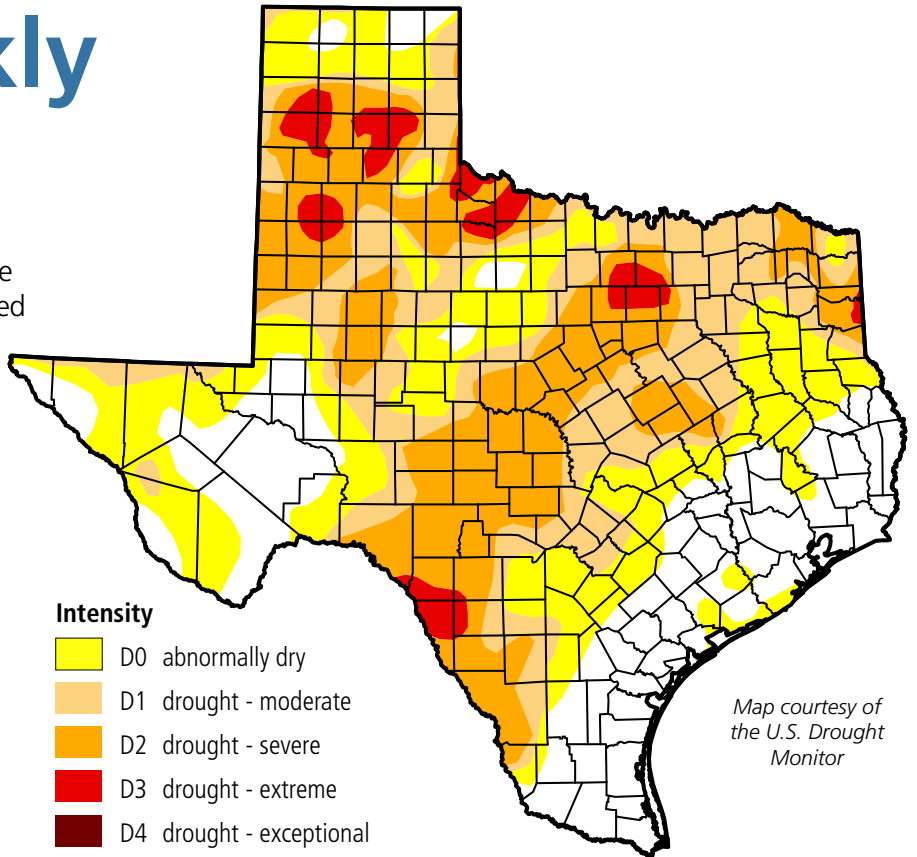 kly
e
ed
Intensity
D0 abnormally dry
D1 drought - moderate
D2 drought - severe
D3 drought - extreme
D4 drought - exceptional
Map courtesy of
the U.S. Drought
Monitor